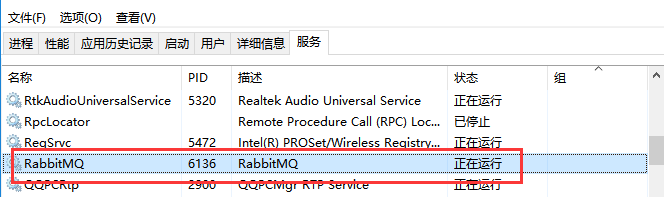 文件(F) 选项(O) 查看(V)
进程 性能 应用历史记录 启动 用户 详细信息 服务
名称 PID 描述 状态 组
RtkAudioUniversalService 5320 Realtek Audio Universal Service 正在运行
RpcLocator Remote Procedure Call (RPC) Loc... 已停止
RegSrvc 5472 Intel(R) PROSet/Wireless Registry... 正在运行
RabbitMQ 6136 RabbitMQ 正在运行
QQPCRtp 2900 QQPCMgr RTP Service 正在运行